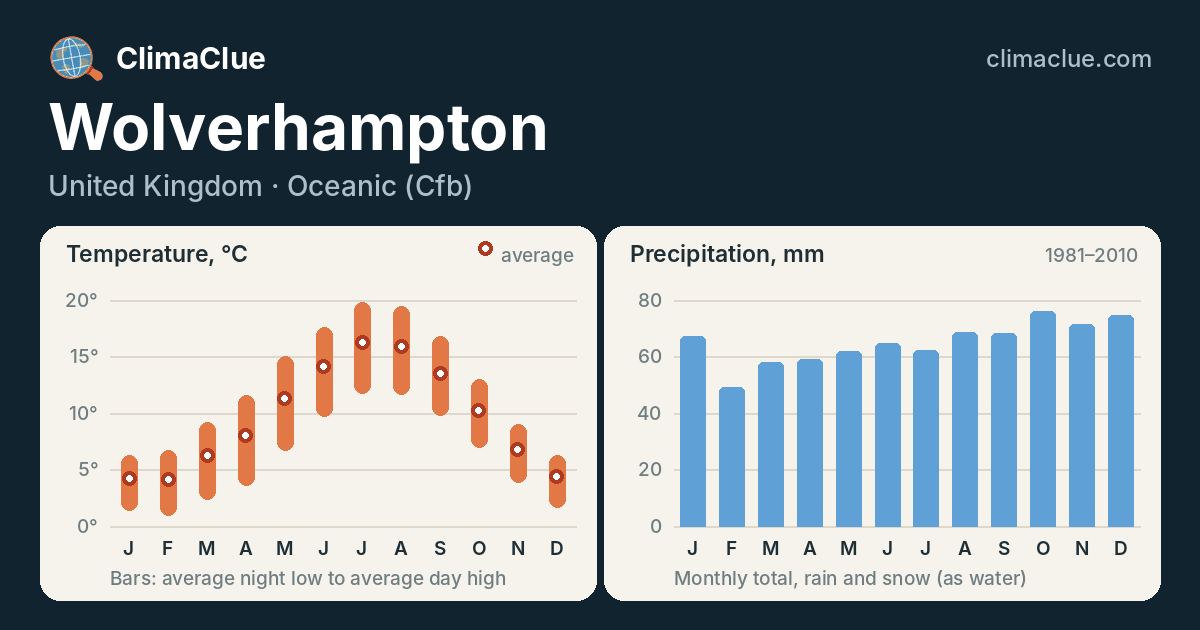 ClimaClue
climaclue.com
Wolverhampton
United Kingdom · Oceanic (Cfb)
Temperature, °C
average
20°
15°
10°
5°
0°
J F M A M J J A S O N D
Bars: average night low to average day high
Precipitation, mm
1981–2010
80
60
40
20
0
J F M A M J J A S O N D
Monthly total, rain and snow (as water)